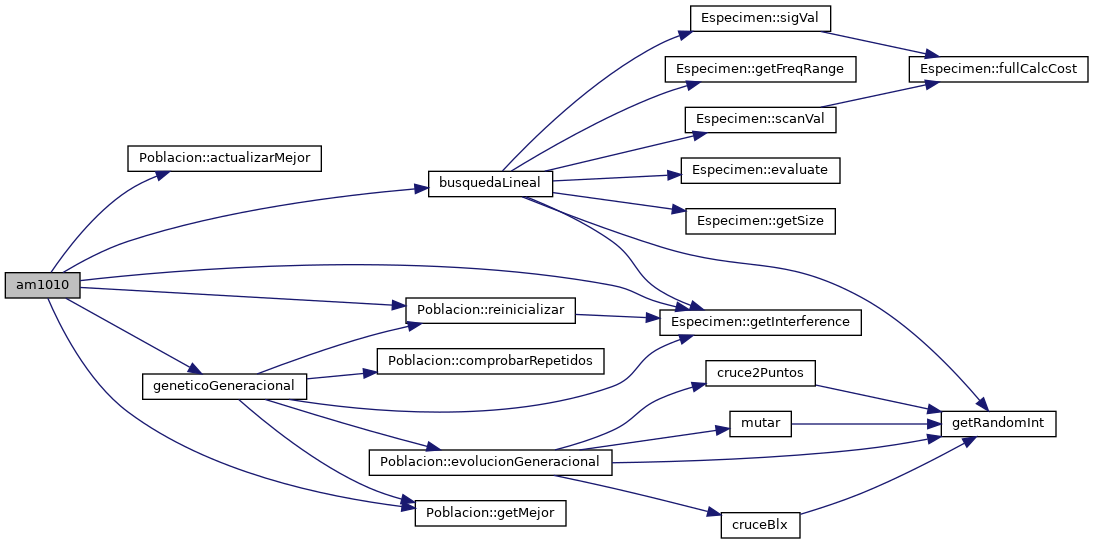 Especimen::sigVal
Especimen::getFreqRange
Especimen::fullCalcCost
Especimen::scanVal
Poblacion::actualizarMejor
Especimen::evaluate
busquedaLineal
Especimen::getSize
am1010
Poblacion::reinicializar
Especimen::getInterference
Poblacion::comprobarRepetidos
cruce2Puntos
geneticoGeneracional
mutar
getRandomInt
Poblacion::evolucionGeneracional
Poblacion::getMejor
cruceBlx